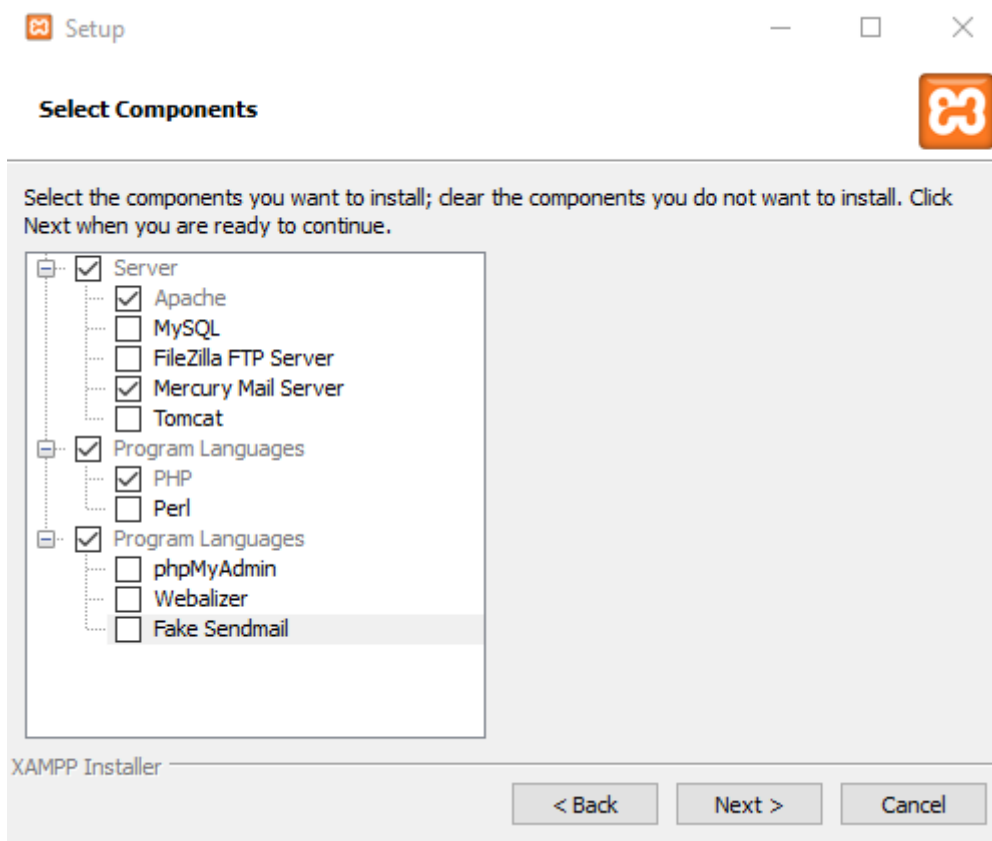 Setup
Select Components
Select the components you want to install; clear the components you do not want to install. Click
Next when you are ready to continue.
Server
Apache
MySQL
FileZilla FTP Server
Mercury Mail Server
Tomcat
Program Languages
PHP
Perl
Program Languages
phpMyAdmin
Webalizer
Fake Sendmail
XAMPP Installer
< Back Next > Cancel